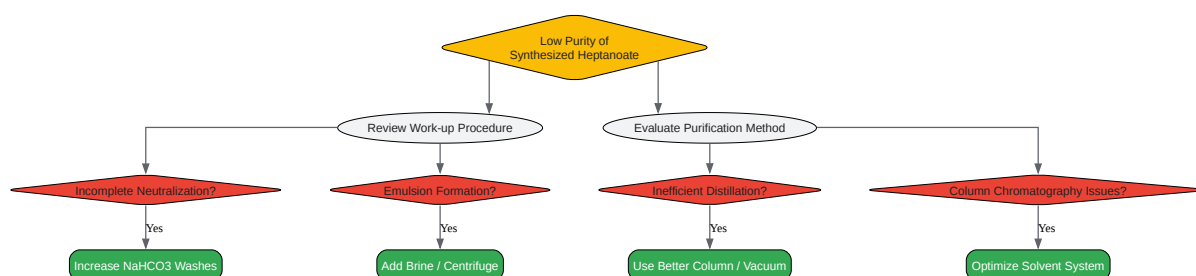 Low Purity of
Synthesized Heptanoate
Review Work-up Procedure
Evaluate Purification Method
Incomplete Neutralization?
Emulsion Formation?
Inefficient Distillation?
Column Chromatography Issues?
Yes
Yes
Yes
Yes
Increase NaHCO3 Washes
Add Brine / Centrifuge
Use Better Column / Vacuum
Optimize Solvent System